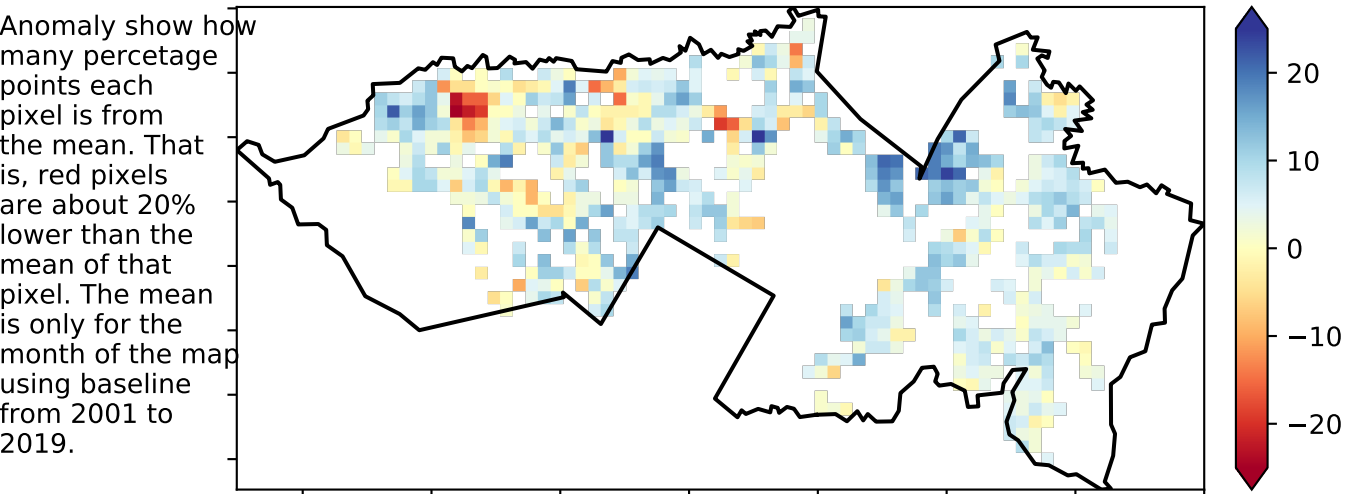 Anomaly show how
many percetage
points each
pixel is from
the mean. That
is, red pixels
are about 20%
lower than the
mean of that
pixel. The mean
is only for the
month of the map
using baseline
from 2001 to
2019.
20
10
0
−10
−20